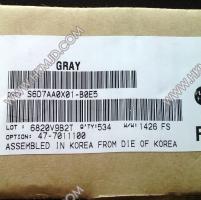 GRAY
S6D7AA0X01-B0E5
LOT : 6820V9B2T Q'TY:534 W/W:1426 FS
OPTION: 47-7011100
ASSEMBLED IN KOREA FROM DIE OF KOREA